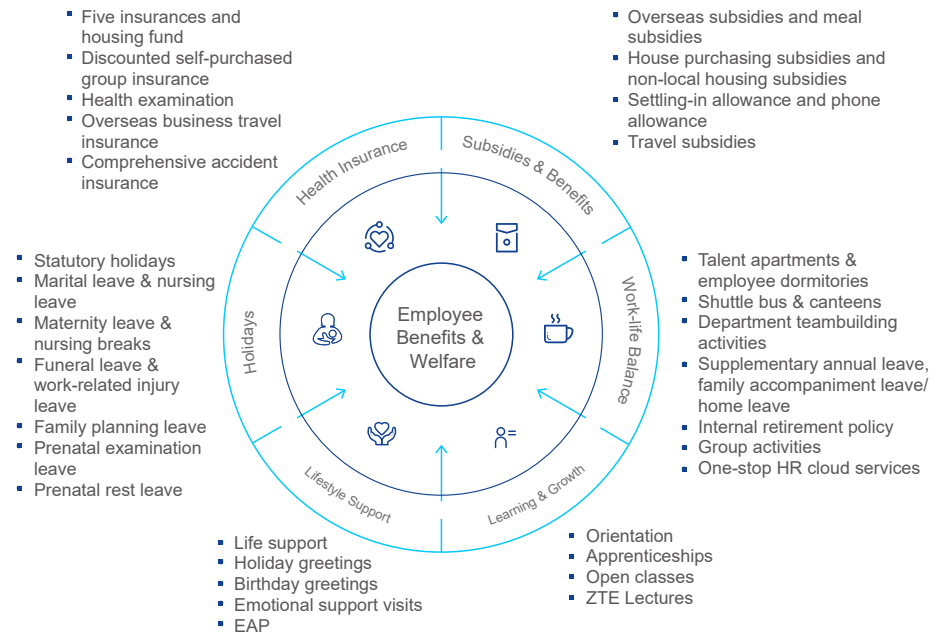 Five insurances and
housing fund
Discounted self-purchased
group insurance
Health examination
Overseas business travel
insurance
Comprehensive accident
insurance
Overseas subsidies and meal
subsidies
House purchasing subsidies and
non-local housing subsidies
Settling-in allowance and phone
allowance
Travel subsidies
Health Insurance
Subsidies & Benefits
Statutory holidays
Marital leave & nursing
leave
Maternity leave &
nursing breaks
Funeral leave &
work-related injury
leave
Family planning leave
Prenatal examination
leave
Prenatal rest leave
Holidays
Employee
Benefits &
Welfare
Work-life Balance
Talent apartments &
employee dormitories
Shuttle bus & canteens
Department teambuilding
activities
Supplementary annual leave,
family accompaniment leave/
home leave
Internal retirement policy
Group activities
One-stop HR cloud services
Lifestyle Support
Learning & Growth
Life support
Holiday greetings
Birthday greetings
Emotional support visits
EAP
Orientation
Apprenticeships
Open classes
ZTE Lectures